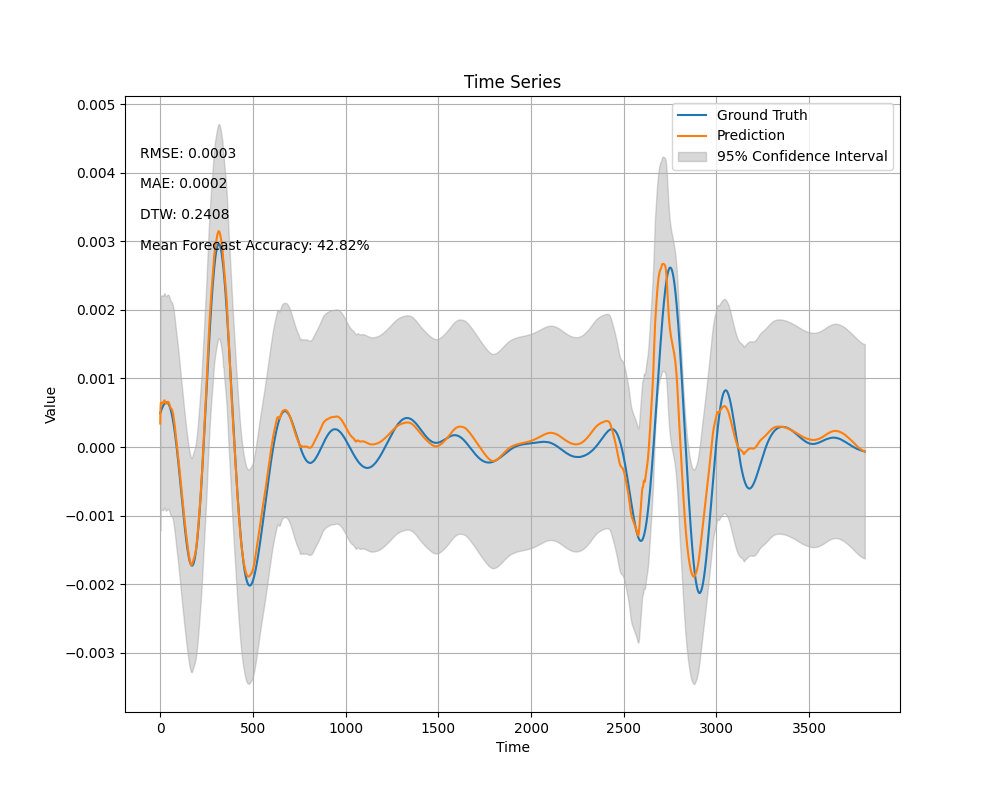 Time Series
Ground Truth
Prediction
95% Confidence Interval
RMSE: 0.0003
MAE: 0.0002
DTW: 0.2408
Mean Forecast Accuracy: 42.82%
Value
0.005
0.004
0.003
0.002
0.001
0.000
−0.001
−0.002
−0.003
0 500 1000 1500 2000 2500 3000 3500
Time